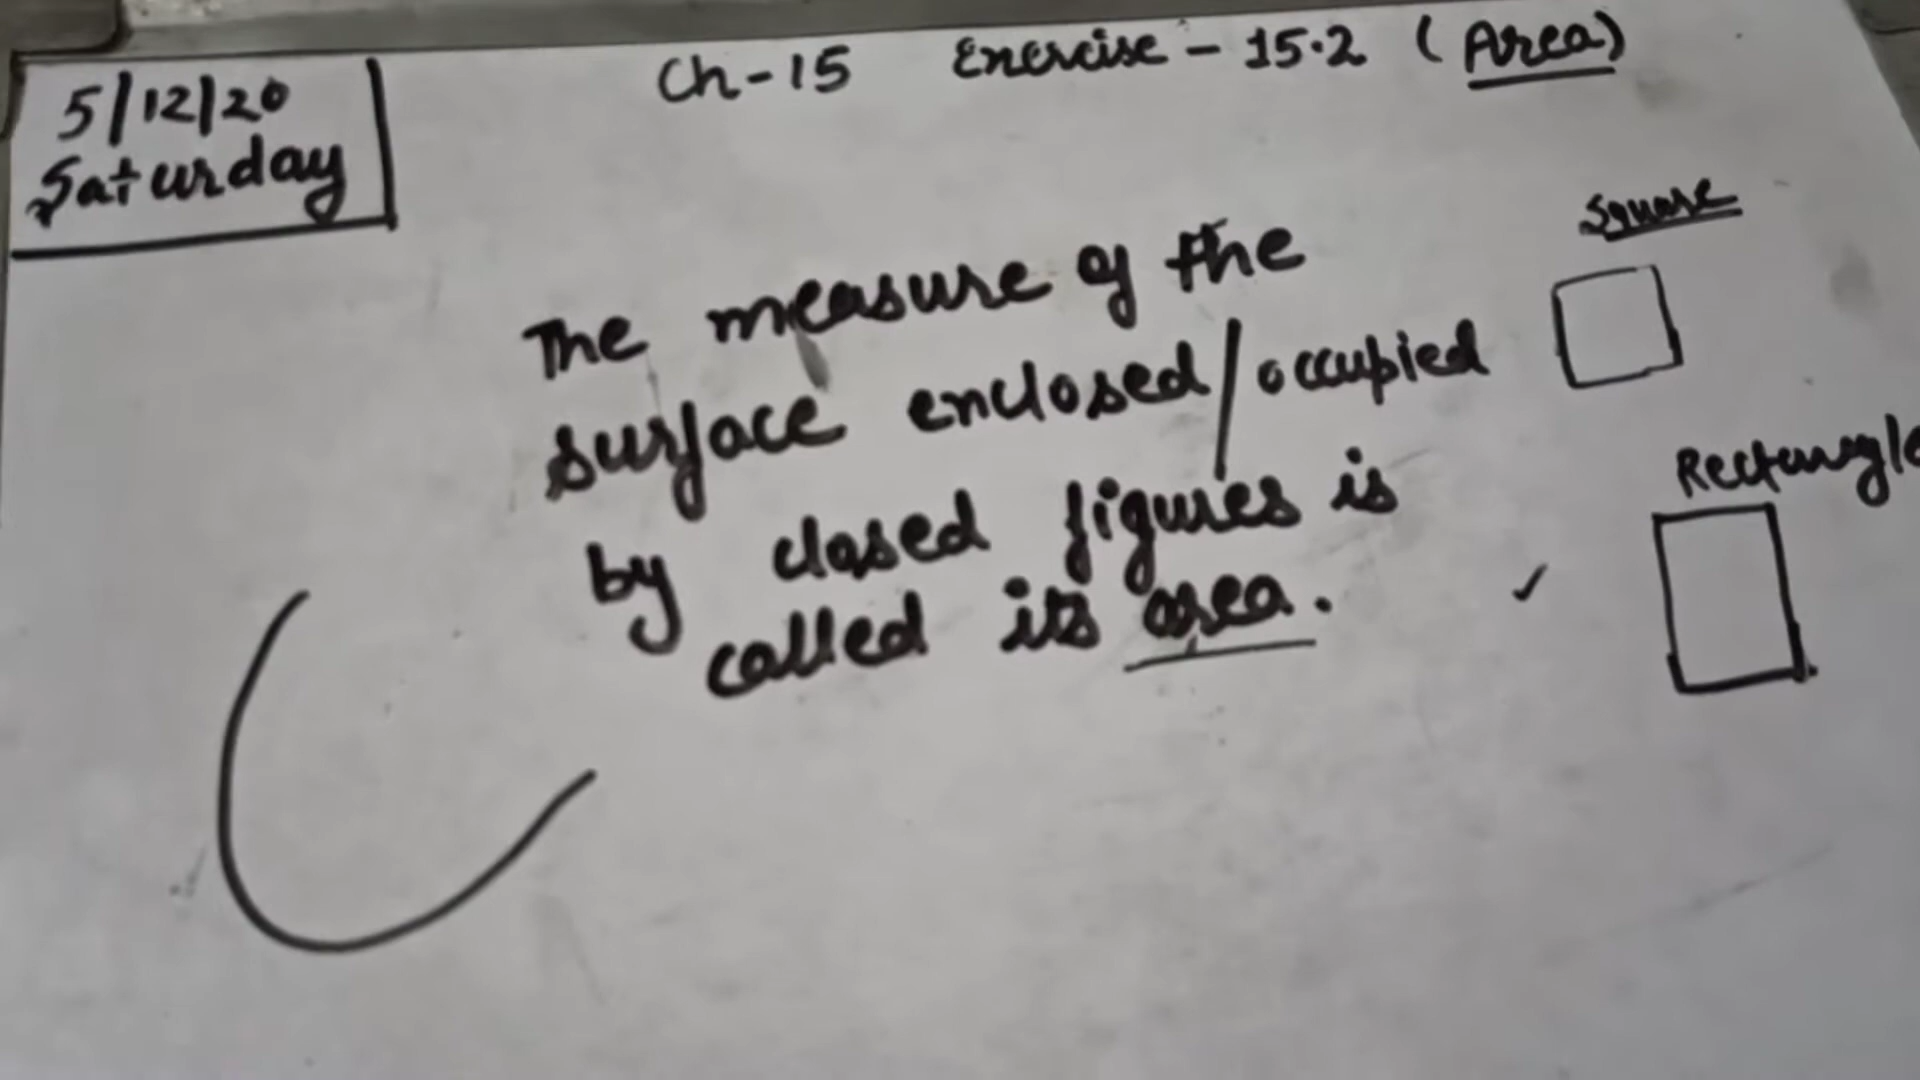 5/12/20
Saturday
Ch-15 Exercise - 15.2 (Area)
The measure of the
surface enclosed/occupied
by closed figures is
called its area.
Square
Rectangle